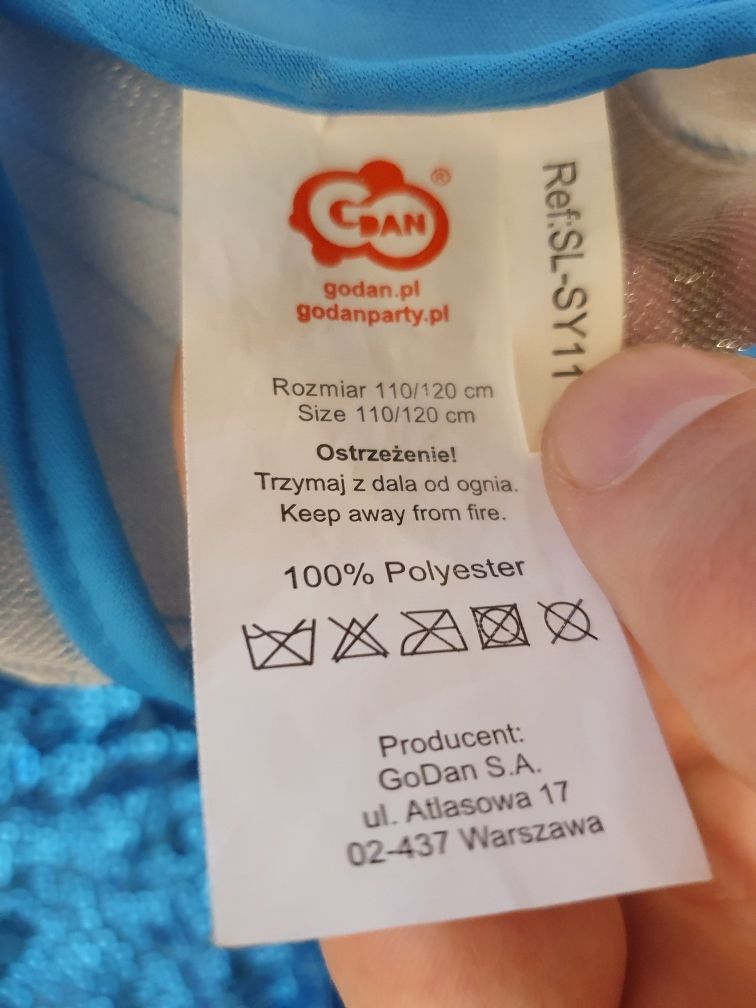 GODAN®
godan.pl
godanparty.pl
Rozmiar 110/120 cm
Size 110/120 cm
Ostrzeżenie!
Trzymaj z dala od ognia.
Keep away from fire.
100% Polyester
Producent:
GoDan S.A.
ul. Atlasowa 17
02-437 Warszawa
Ref:SL-SY11